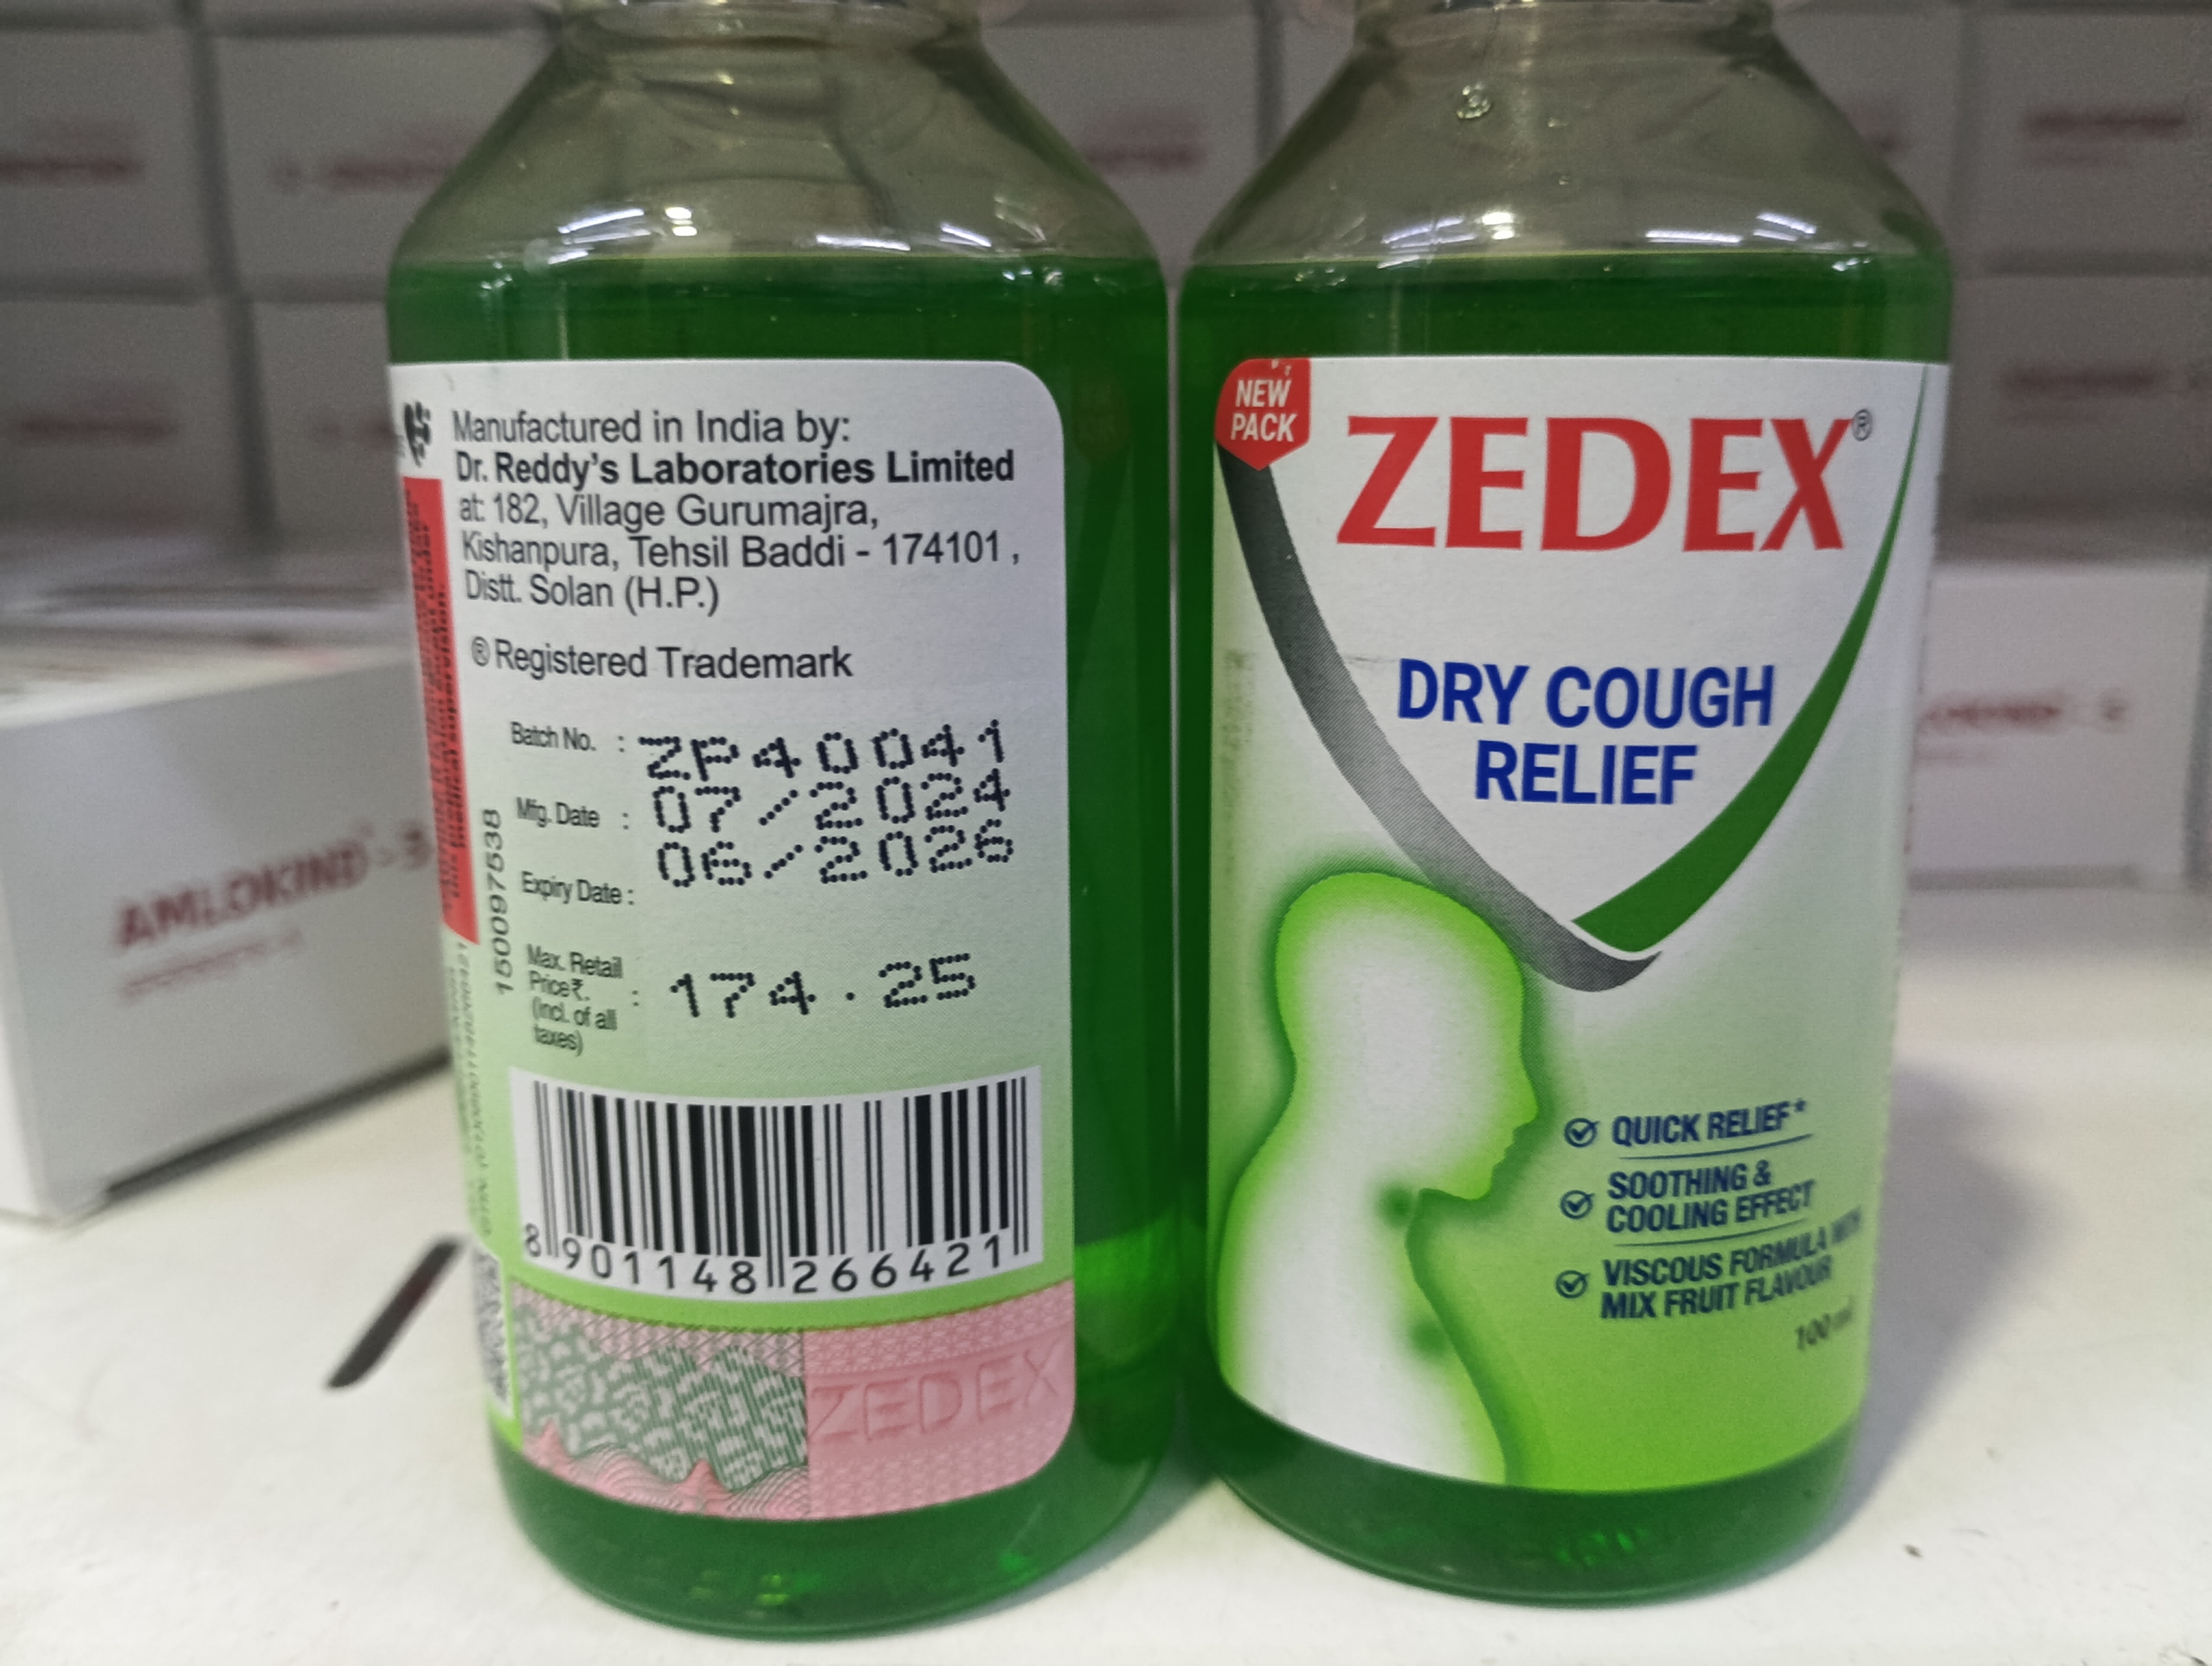 Manufactured in India by:
Dr. Reddy's Laboratories Limited
at: 182, Village Gurumajra,
Kishanpura, Tehsil Baddi - 174101 ,
Distt. Solan (H.P.)
® Registered Trademark
Batch No. : ZP40041
Mfg. Date : 07/2024
Expiry Date : 06/2026
Max. Retail
Price ₹.
(incl. of all
taxes) : 174.25
150097538
8901148266421
ZEDEX
NEW
PACK
ZEDEX®
DRY COUGH
RELIEF
QUICK RELIEF*
SOOTHING &
COOLING EFFECT
VISCOUS FORMULA WITH
MIX FRUIT FLAVOUR
100 ml
AMLOKIND - 5